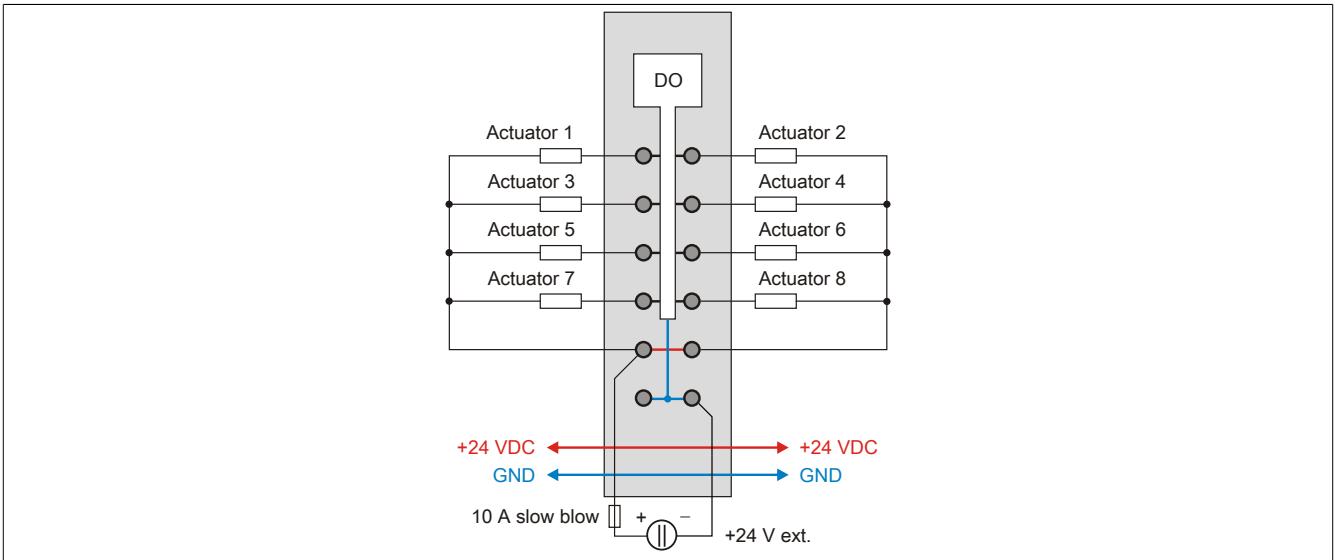 DO
Actuator 1 Actuator 2
Actuator 3 Actuator 4
Actuator 5 Actuator 6
Actuator 7 Actuator 8
+24 VDC +24 VDC
GND GND
10 A slow blow + − +24 V ext.